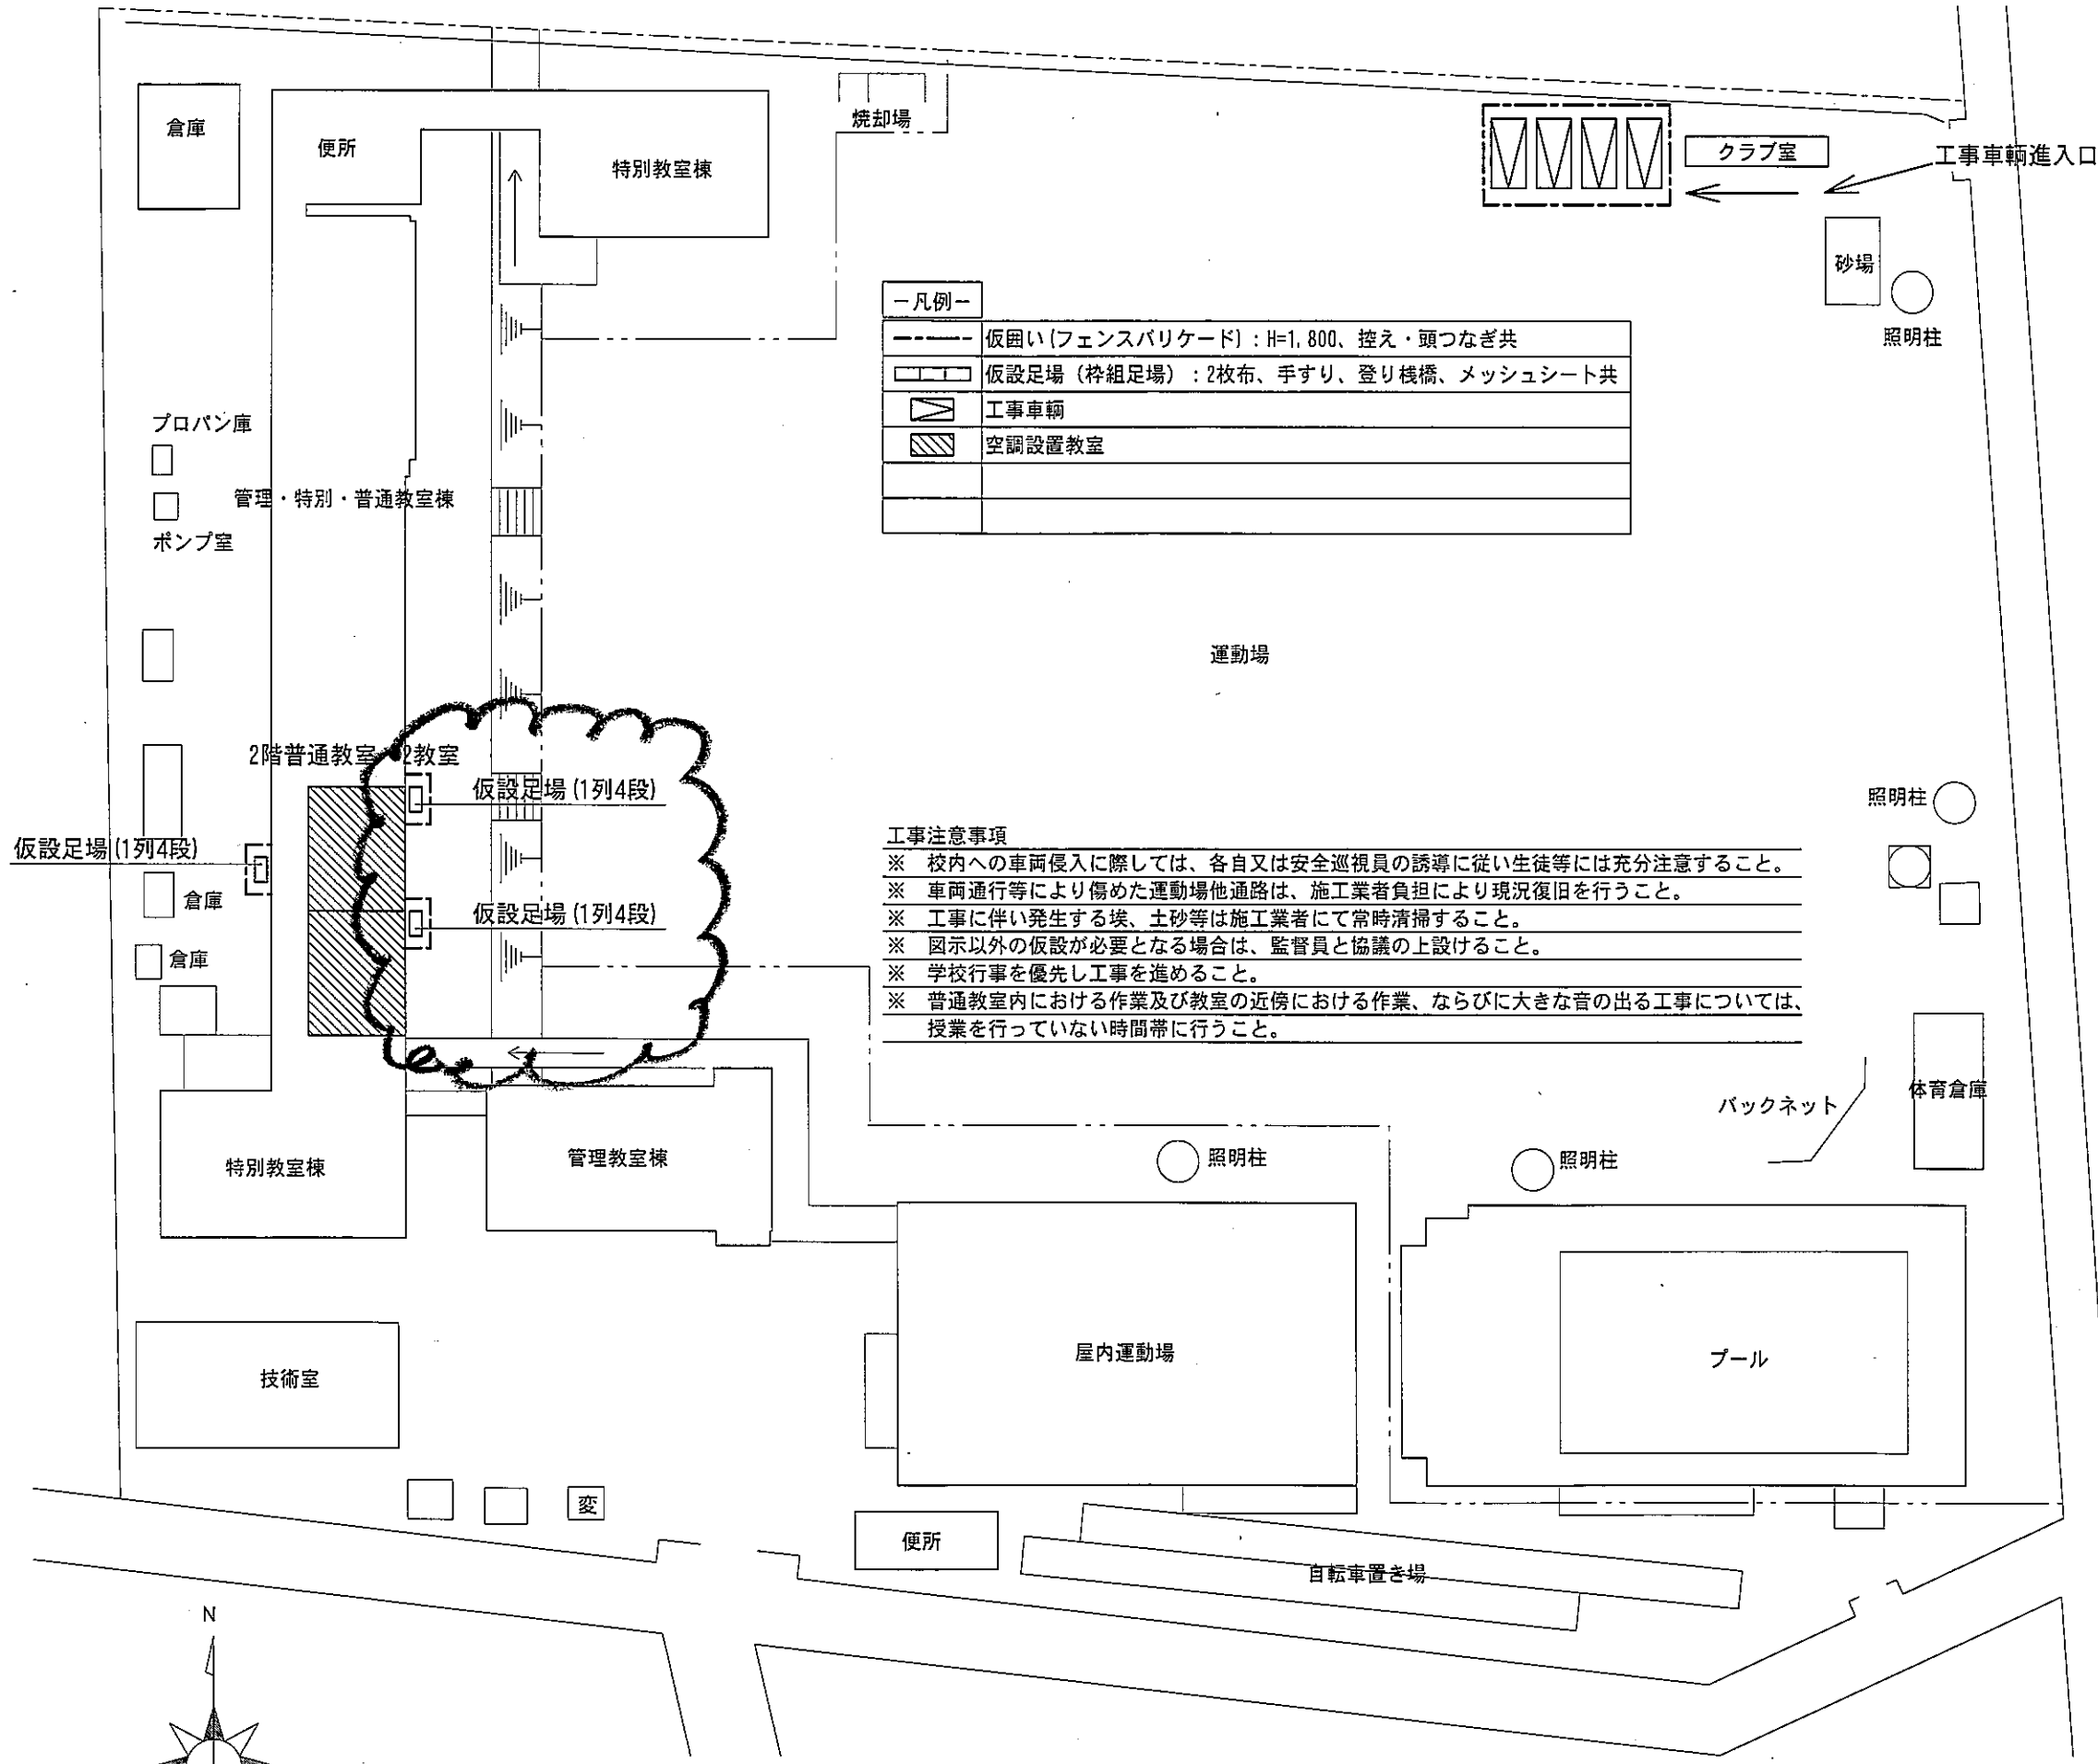 倉庫
便所
特別教室棟
焼却場
クラブ室
工事車輌進入口
砂場
照明柱
－凡例－
仮囲い(フェンスバリケード)：H=1,800、控え・頭つなぎ共
仮設足場（枠組足場）：2枚布、手すり、登り桟橋、メッシュシート共
工事車輌
空調設置教室
プロパン庫
管理・特別・普通教室棟
ポンプ室
運動場
2階普通教室 2教室
仮設足場(1列4段)
仮設足場(1列4段)
倉庫
仮設足場(1列4段)
倉庫
照明柱
工事注意事項
※ 校内への車両侵入に際しては、各自又は安全巡視員の誘導に従い生徒等には充分注意すること。
※ 車両通行等により傷めた運動場他通路は、施工業者負担により現況復旧を行うこと。
※ 工事に伴い発生する埃、土砂等は施工業者にて常時清掃すること。
※ 図示以外の仮設が必要となる場合は、監督員と協議の上設けること。
※ 学校行事を優先し工事を進めること。
※ 普通教室内における作業及び教室の近傍における作業、ならびに大きな音の出る工事については、
授業を行っていない時間帯に行うこと。
バックネット
体育倉庫
特別教室棟
管理教室棟
照明柱
照明柱
技術室
屋内運動場
プール
変
便所
自転車置き場
N